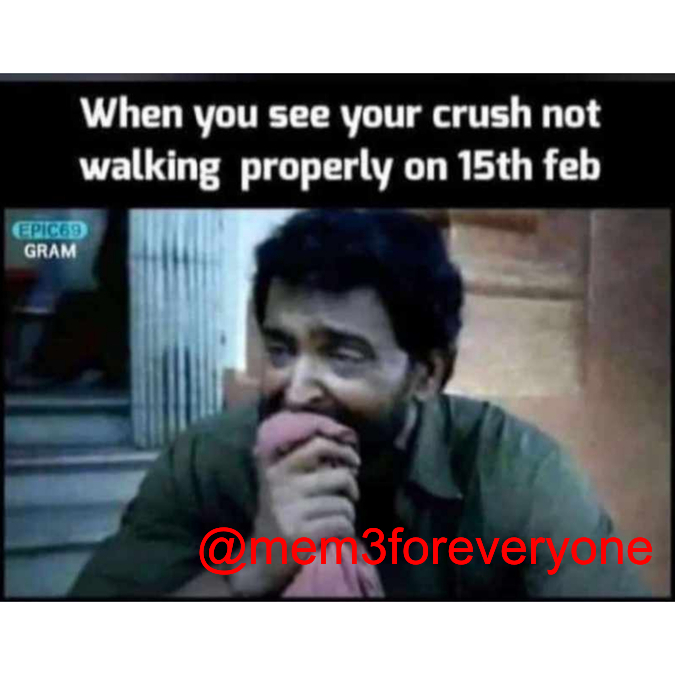 When you see your crush not
walking properly on 15th feb
EPIC69
GRAM
@mem3foreveryone